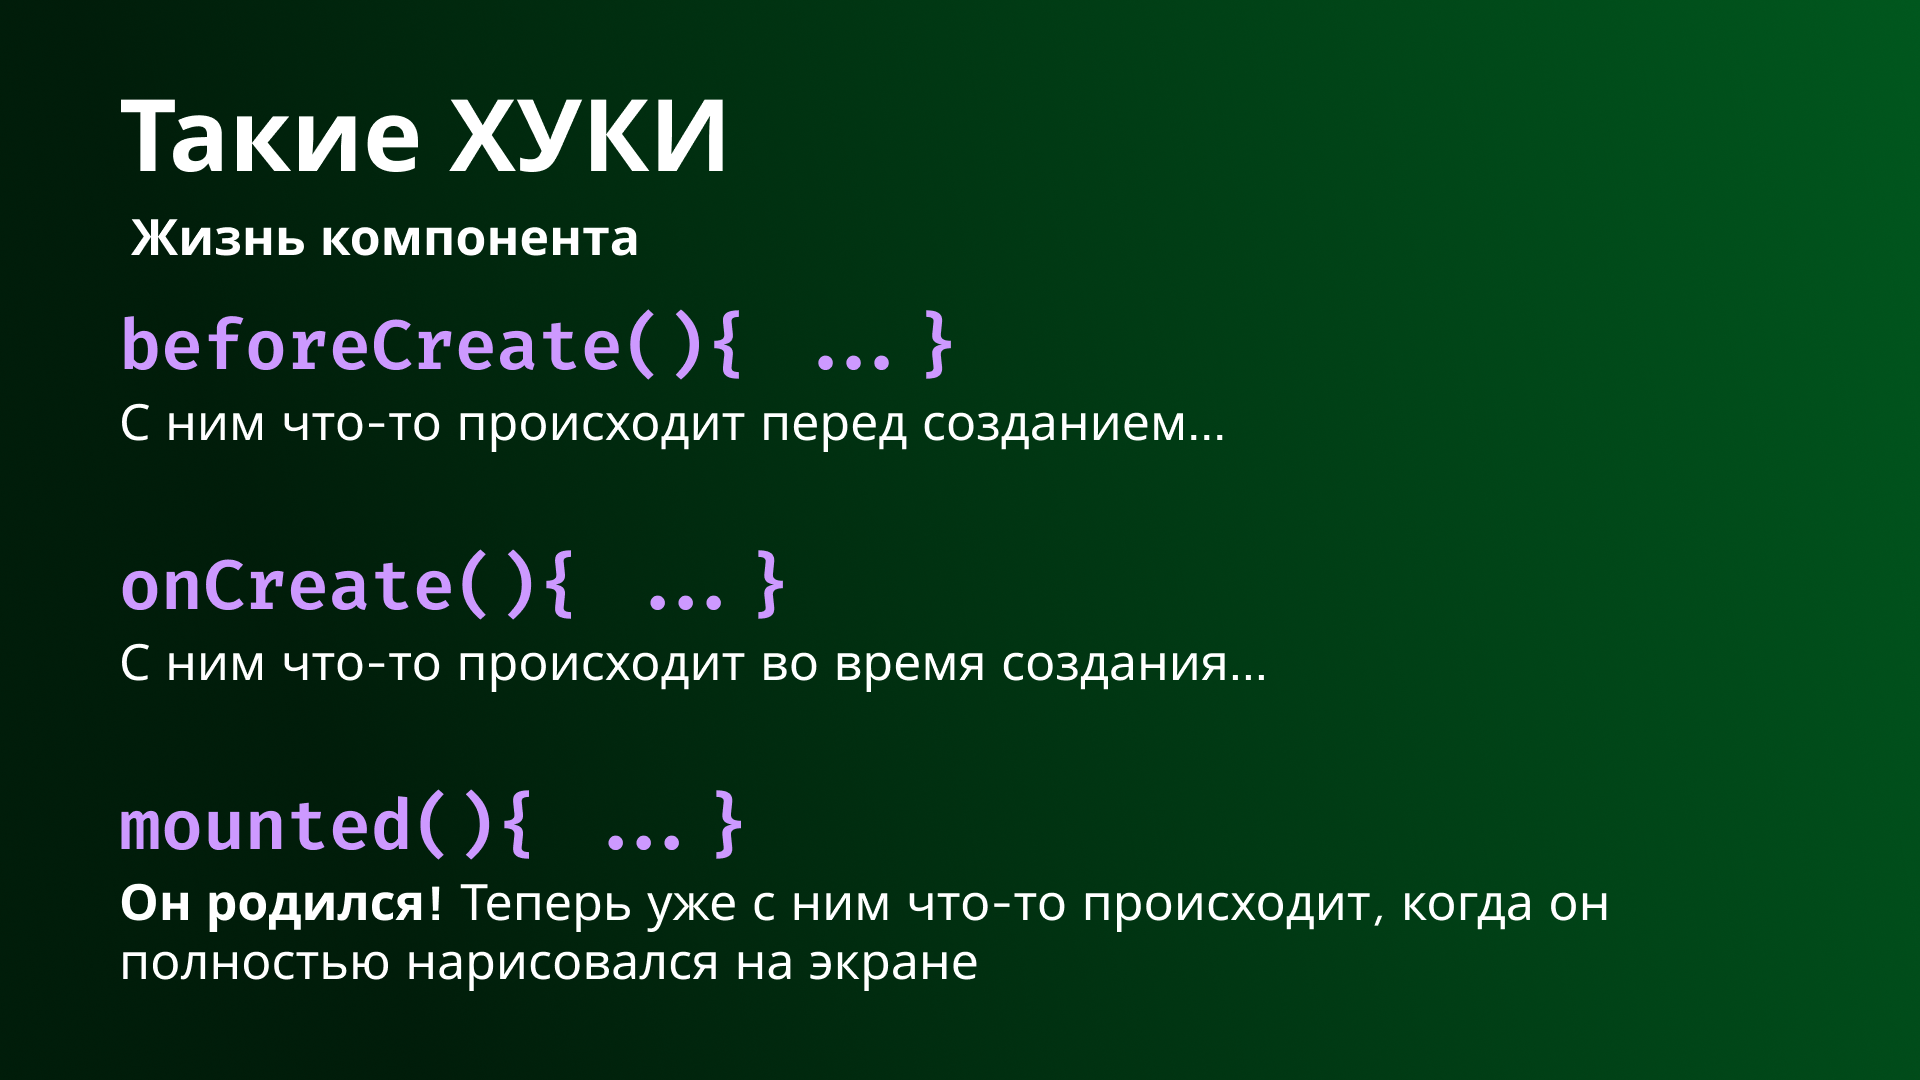 Такие ХУКИ
Жизнь компонента
beforeCreate(){ ... }
С ним что-то происходит перед созданием...
onCreate(){ ... }
С ним что-то происходит во время создания...
mounted(){ ... }
Он родился! Теперь уже с ним что-то происходит, когда он
полностью нарисовался на экране